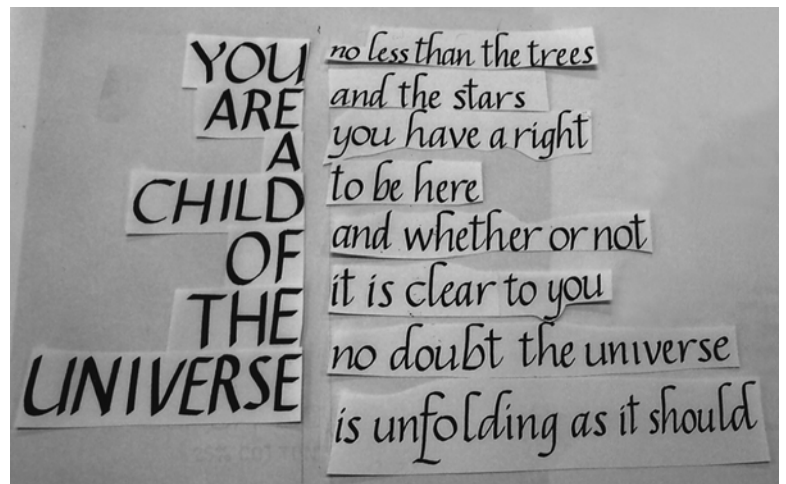 YOU
ARE
A
CHILD
OF
THE
UNIVERSE
no less than the trees
and the stars
you have a right
to be here
and whether or not
it is clear to you
no doubt the universe
is unfolding as it should